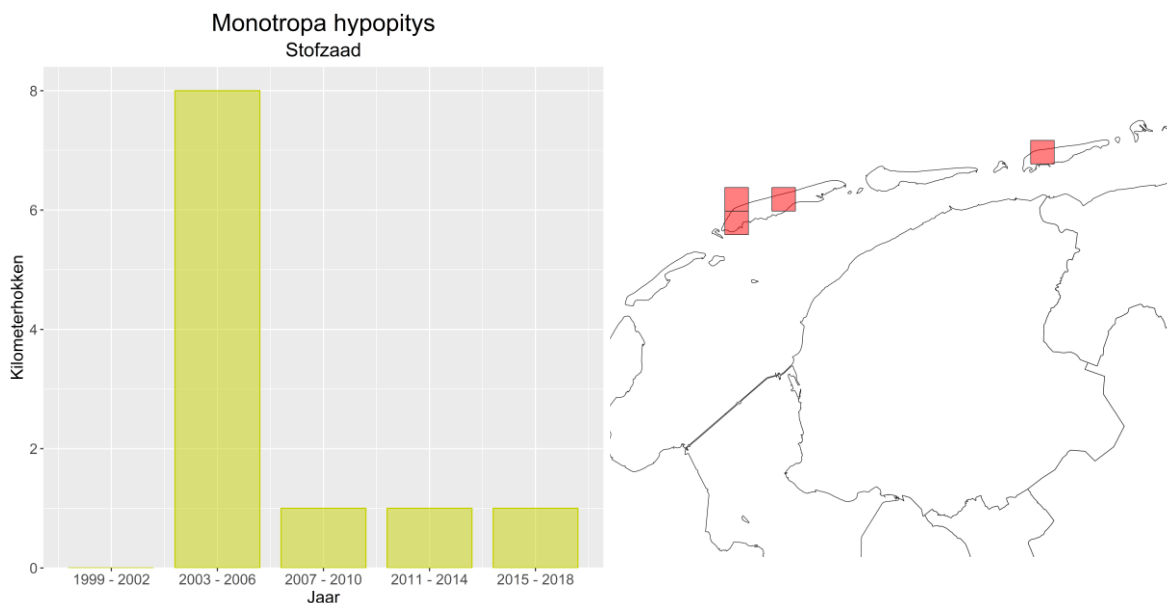 Monotropa hypopitys
Stofzaad
Kilometerhokken
8
6
4
2
0
1999 - 2002
2003 - 2006
2007 - 2010
2011 - 2014
2015 - 2018
Jaar